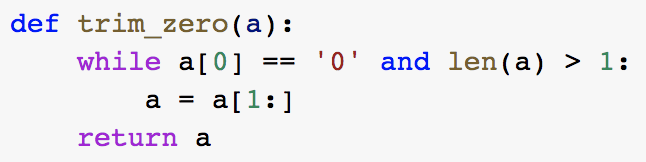 def trim_zero(a):
    while a[0] == '0' and len(a) > 1:
        a = a[1:]
    return a